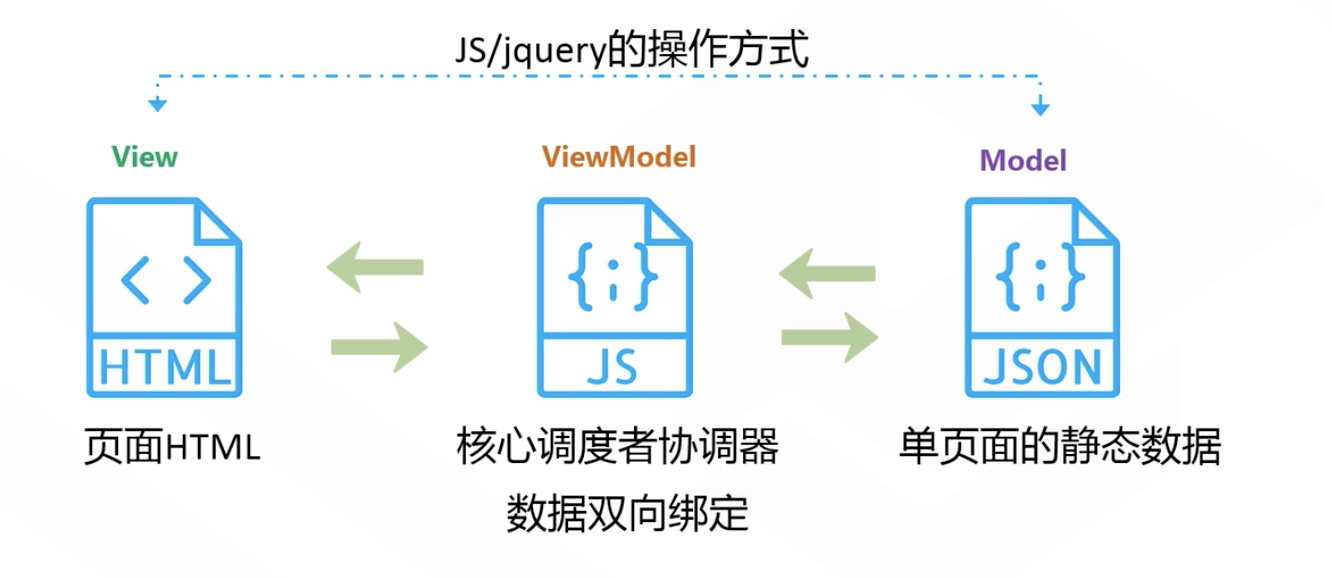 JS/jquery的操作方式
View
ViewModel
Model
< >
{;}
{;}
HTML
JS
JSON
页面HTML
核心调度者协调器
单页面的静态数据
数据双向绑定